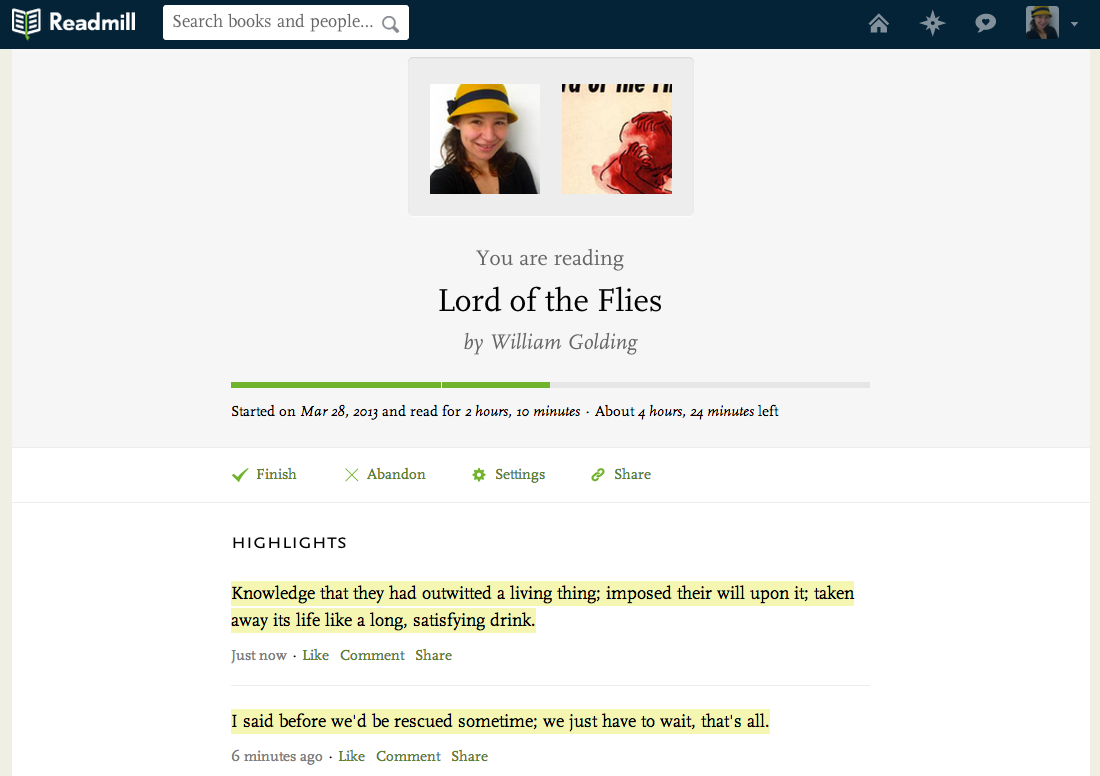 Readmill
Search books and people...
You are reading
Lord of the Flies
by William Golding
Started on Mar 28, 2013 and read for 2 hours, 10 minutes · About 4 hours, 24 minutes left
Finish Abandon Settings Share
HIGHLIGHTS
Knowledge that they had outwitted a living thing; imposed their will upon it; taken
away its life like a long, satisfying drink.
Just now · Like Comment Share
I said before we'd be rescued sometime; we just have to wait, that's all.
6 minutes ago · Like Comment Share